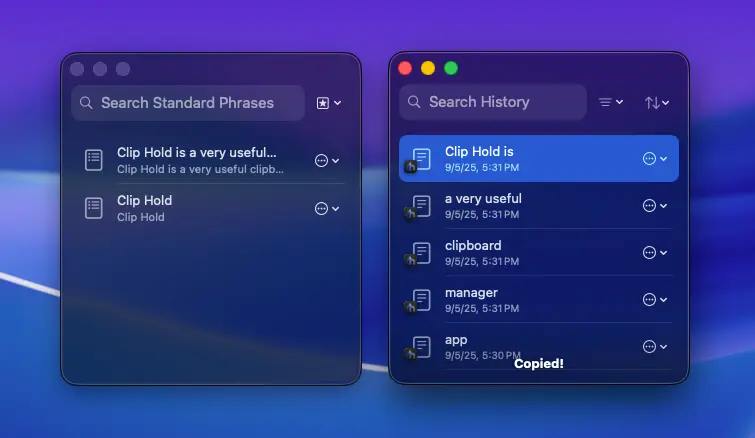 Search Standard Phrases
Clip Hold is a very useful...
Clip Hold is a very useful clipb...
Clip Hold
Clip Hold
Search History
Clip Hold is
9/5/25, 5:31 PM
a very useful
9/5/25, 5:31 PM
clipboard
9/5/25, 5:31 PM
manager
9/5/25, 5:31 PM
app
9/5/25, 5:30 PM
Copied!